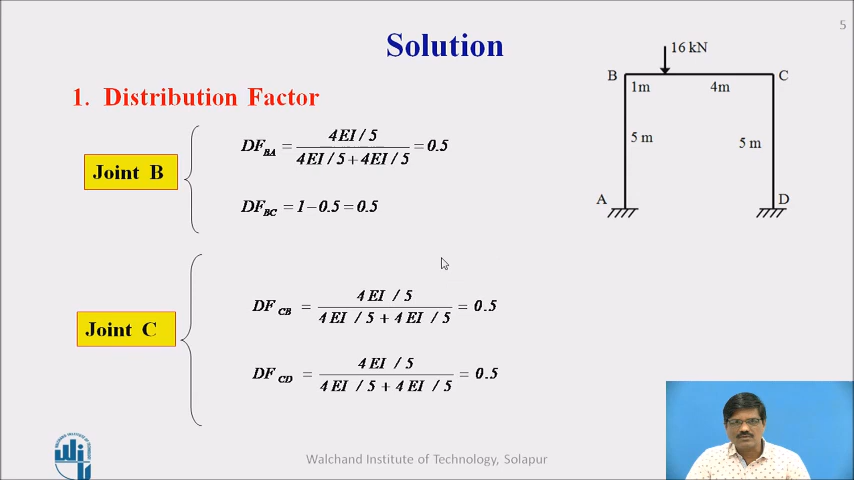 5
Solution
16 kN
B
C
1m
4m
5 m
5 m
A
D
1. Distribution Factor
Joint B
DF_BA = (4EI / 5) / (4EI / 5 + 4EI / 5) = 0.5
DF_BC = 1 − 0.5 = 0.5
Joint C
DF_CB = (4 EI / 5) / (4 EI / 5 + 4 EI / 5) = 0.5
DF_CD = (4 EI / 5) / (4 EI / 5 + 4 EI / 5) = 0.5
Walchand Institute of Technology, Solapur